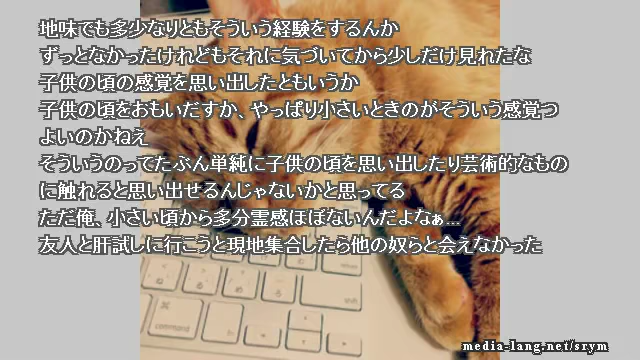 地味でも多少なりともそういう経験をするんか
ずっとなかったけれどもそれに気づいてから少しだけ見れたな
子供の頃の感覚を思い出したともいうか
子供の頃をおもいだすか、やっぱり小さいときのがそういう感覚つ
よいのかねえ
そういうのってたぶん単純に子供の頃を思い出したり芸術的なもの
に触れると思い出せるんじゃないかと思ってる
ただ俺、小さい頃から多分霊感ほぼないんだよなぁ…
友人と肝試しに行こうと現地集合したら他の奴らと会えなかった
command
media-lang.net/srym